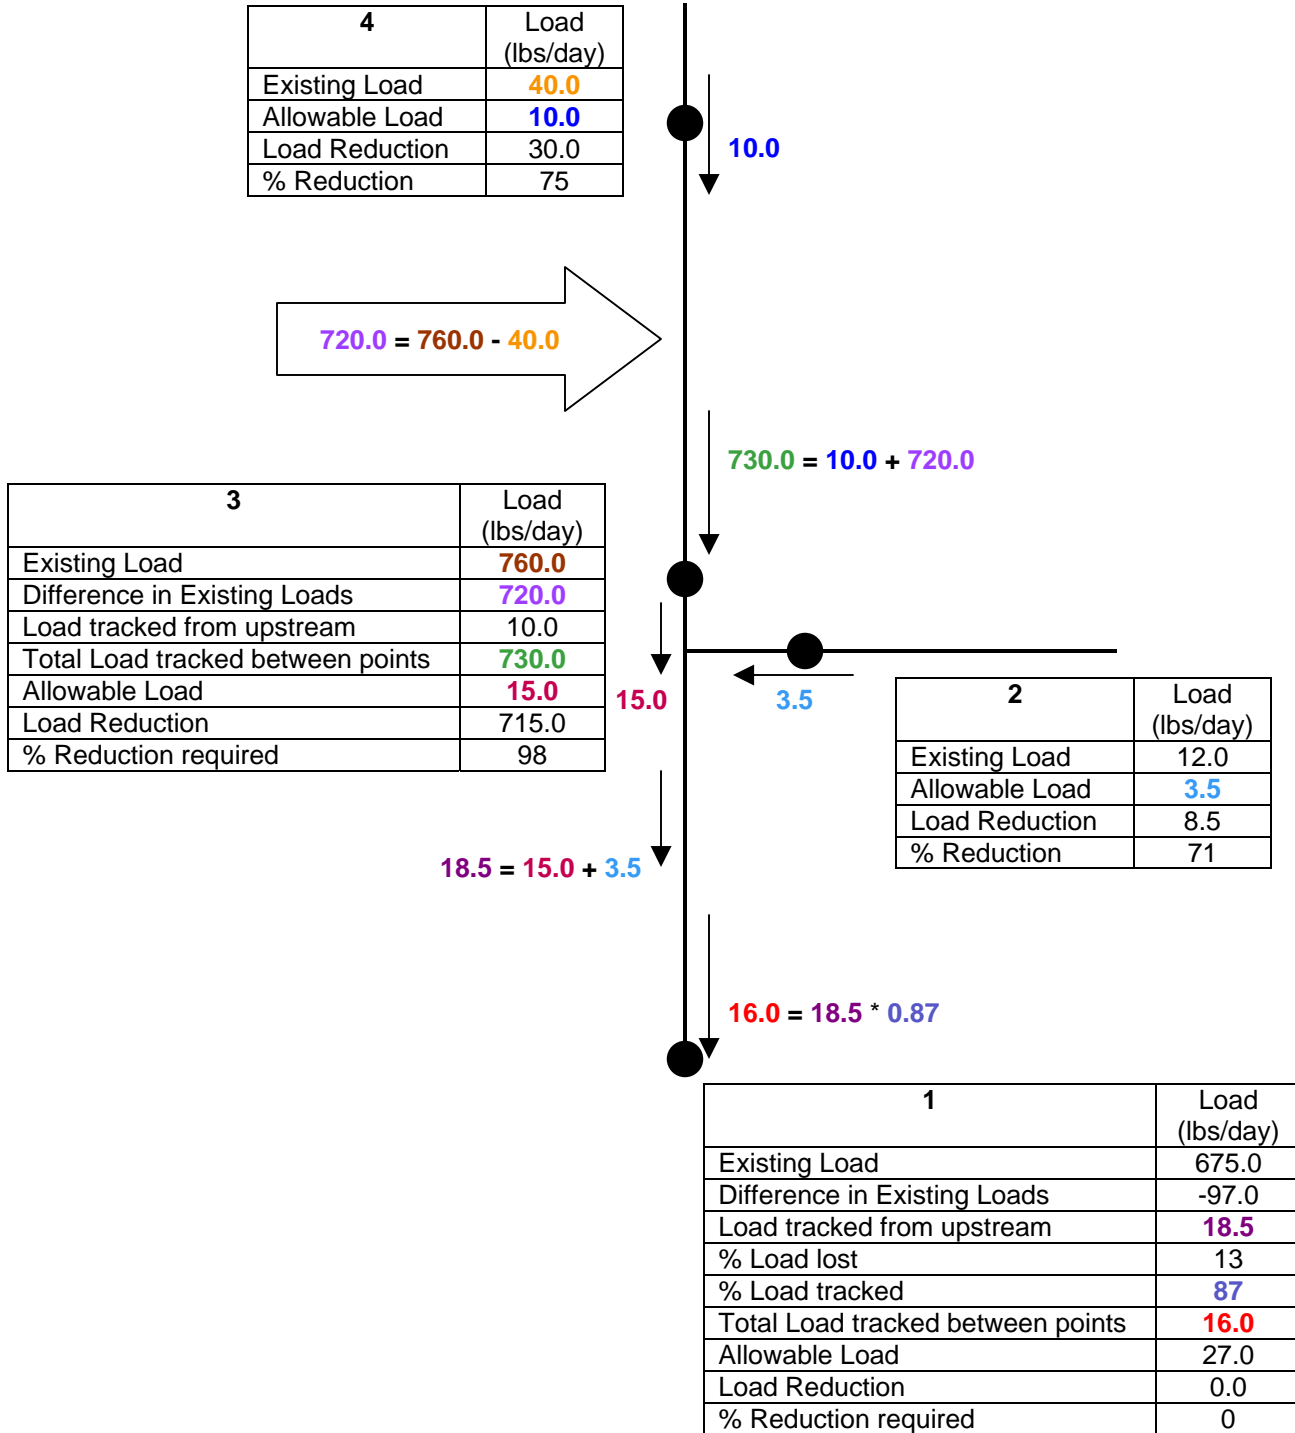 4 Load
(lbs/day)
Existing Load 40.0
Allowable Load 10.0
Load Reduction 30.0
% Reduction 75
10.0
720.0 = 760.0 - 40.0
730.0 = 10.0 + 720.0
3 Load
(lbs/day)
Existing Load 760.0
Difference in Existing Loads 720.0
Load tracked from upstream 10.0
Total Load tracked between points 730.0
Allowable Load 15.0
Load Reduction 715.0
% Reduction required 98
15.0
3.5
2 Load
(lbs/day)
Existing Load 12.0
Allowable Load 3.5
Load Reduction 8.5
% Reduction 71
18.5 = 15.0 + 3.5
16.0 = 18.5 * 0.87
1 Load
(lbs/day)
Existing Load 675.0
Difference in Existing Loads -97.0
Load tracked from upstream 18.5
% Load lost 13
% Load tracked 87
Total Load tracked between points 16.0
Allowable Load 27.0
Load Reduction 0.0
% Reduction required 0